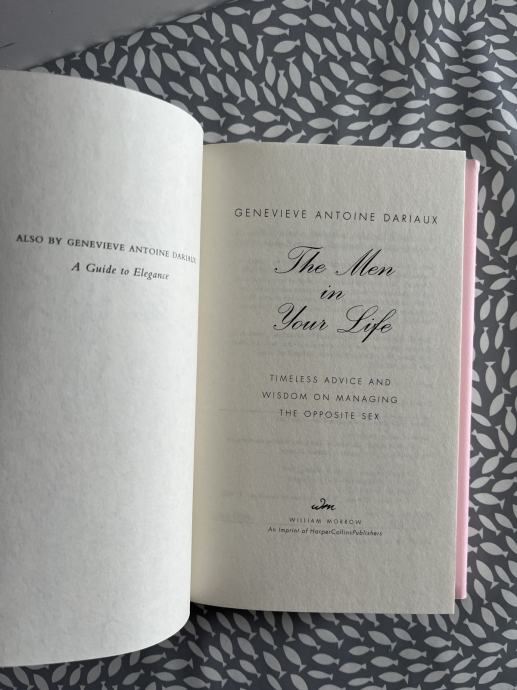 ALSO BY GENEVIEVE ANTOINE DARIAUX
A Guide to Elegance
GENEVIEVE ANTOINE DARIAUX
The Men
in
Your Life
TIMELESS ADVICE AND
WISDOM ON MANAGING
THE OPPOSITE SEX
wm
WILLIAM MORROW
An Imprint of HarperCollinsPublishers